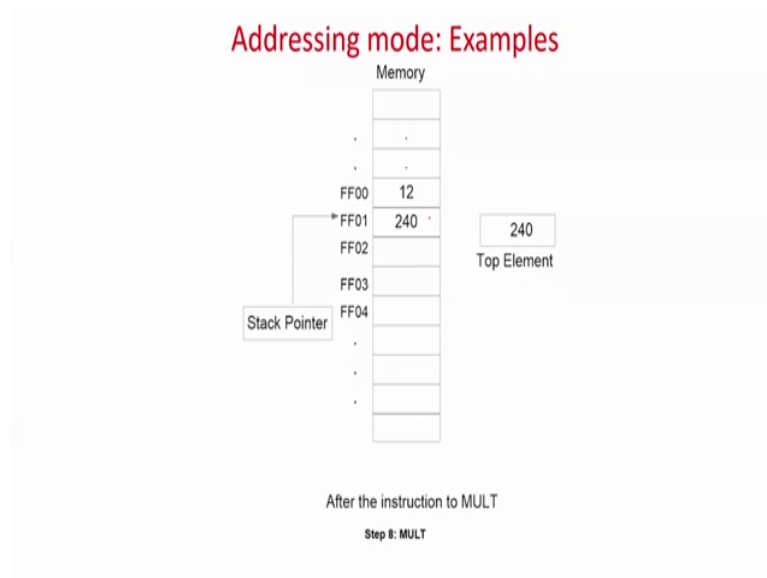 Addressing mode: Examples
Memory
. .
. .
FF00 12
FF01 240
FF02
240
Top Element
FF03
FF04
Stack Pointer
.
.
.
After the instruction to MULT
Step 8: MULT